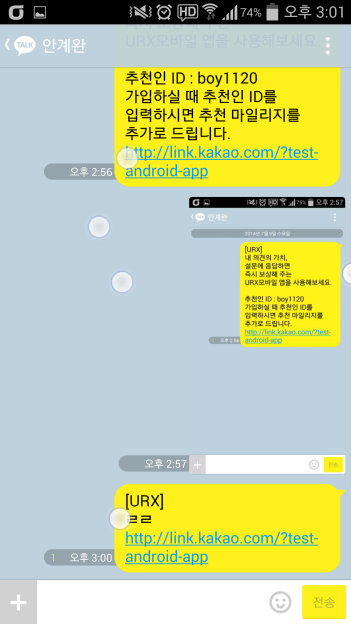 74% 오후 3:01
TALK 안계완
URX모바일 앱을 사용해보세요.
추천인 ID : boy1120
가입하실 때 추천인 ID를
입력하시면 추천 마일리지를
추가로 드립니다.
http://link.kakao.com/?test-
android-app
오후 2:56
오후 2:57
안계완
[URX]
내 의견의 가치,
설문에 응답하면
즉시 보상해 주는
URX모바일 앱을 사용해보세요.
추천인 ID : boy1120
가입하실 때 추천인 ID를
입력하시면 추천 마일리지를
추가로 드립니다.
http://link.kakao.com/?test-
android-app
전송
오후 2:57
[URX]
ㄹㄹ
http://link.kakao.com/?test-
android-app
1 오후 3:00
전송